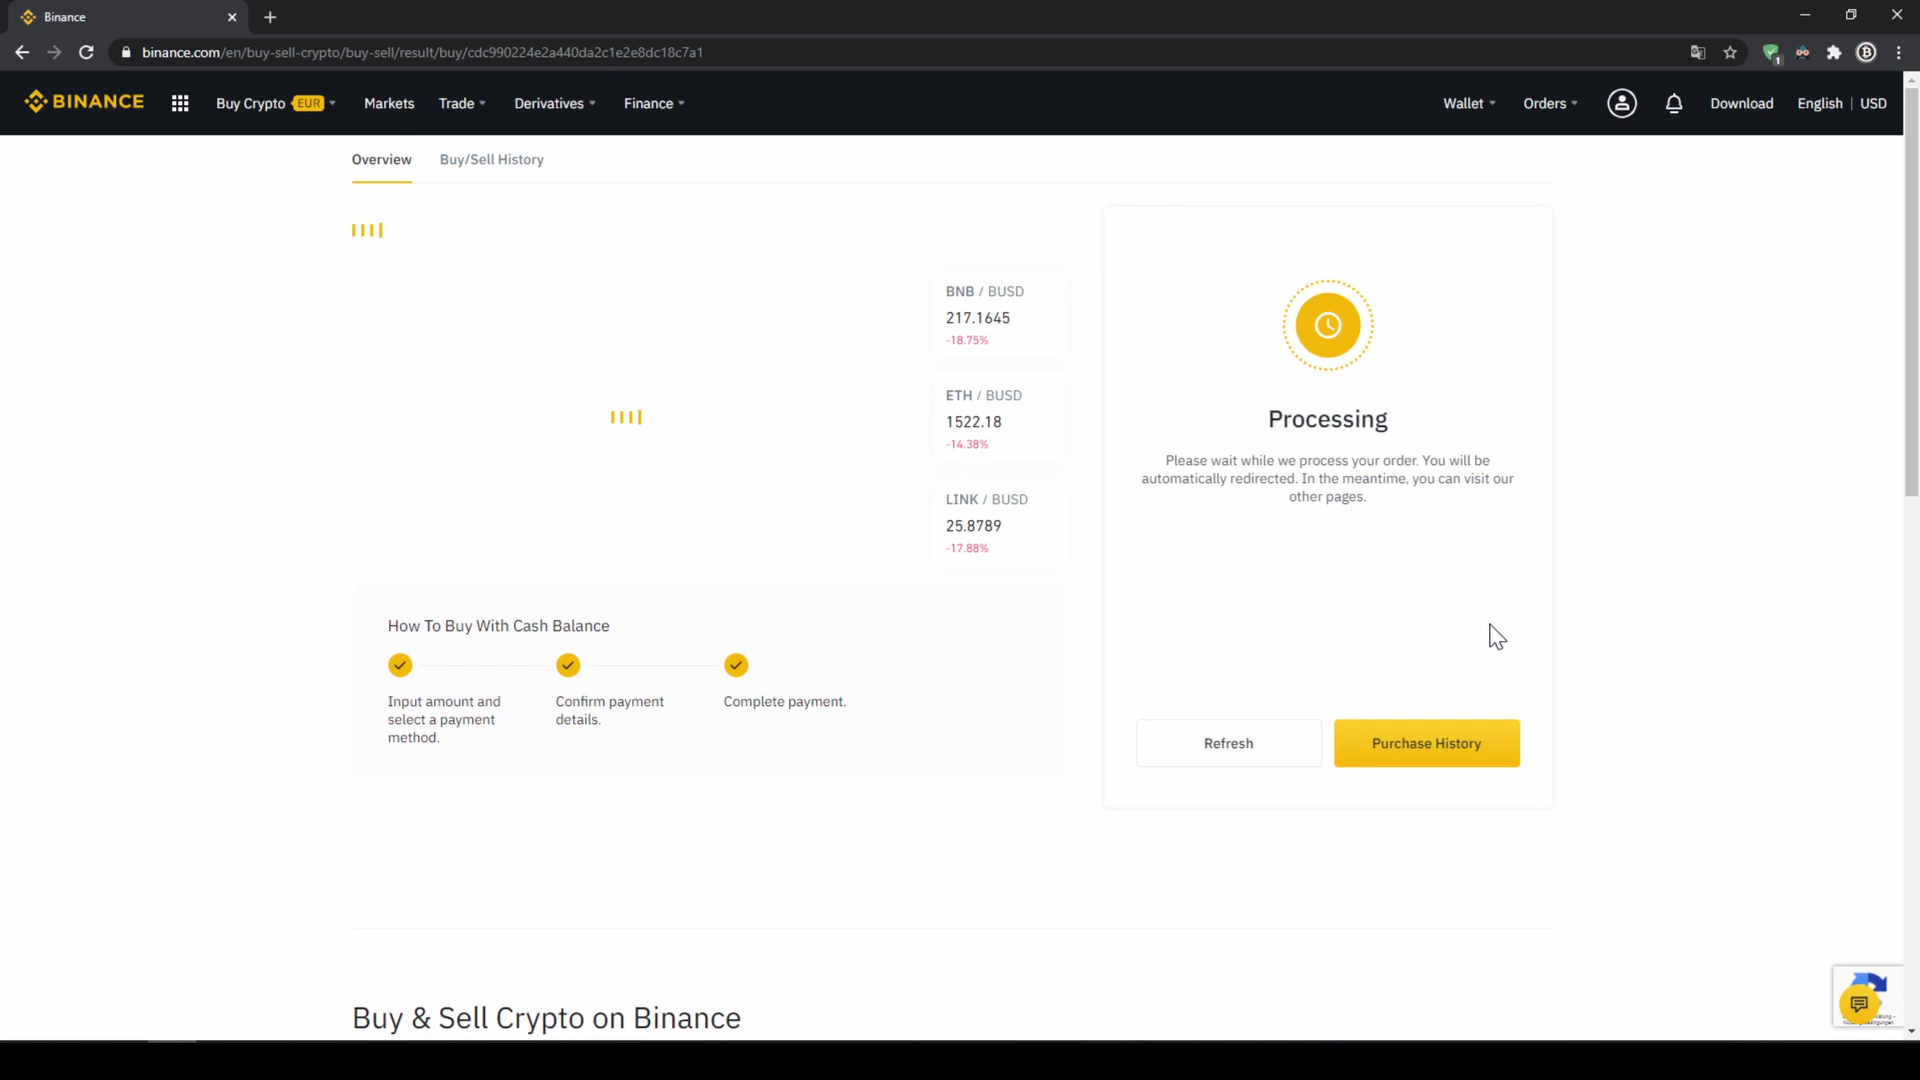 Binance
binance.com/en/buy-sell-crypto/buy-sell/result/buy/cdc990224e2a440da2c1e2e8dc18c7a1
1
BINANCE
Buy Crypto EUR
Markets
Trade
Derivatives
Finance
Wallet
Orders
Download
English | USD
Overview
Buy/Sell History
BNB / BUSD
217.1645
-18.75%
ETH / BUSD
1522.18
-14.38%
LINK / BUSD
25.8789
-17.88%
Processing
Please wait while we process your order. You will be
automatically redirected. In the meantime, you can visit our
other pages.
Refresh
Purchase History
How To Buy With Cash Balance
Input amount and
select a payment
method.
Confirm payment
details.
Complete payment.
Buy & Sell Crypto on Binance